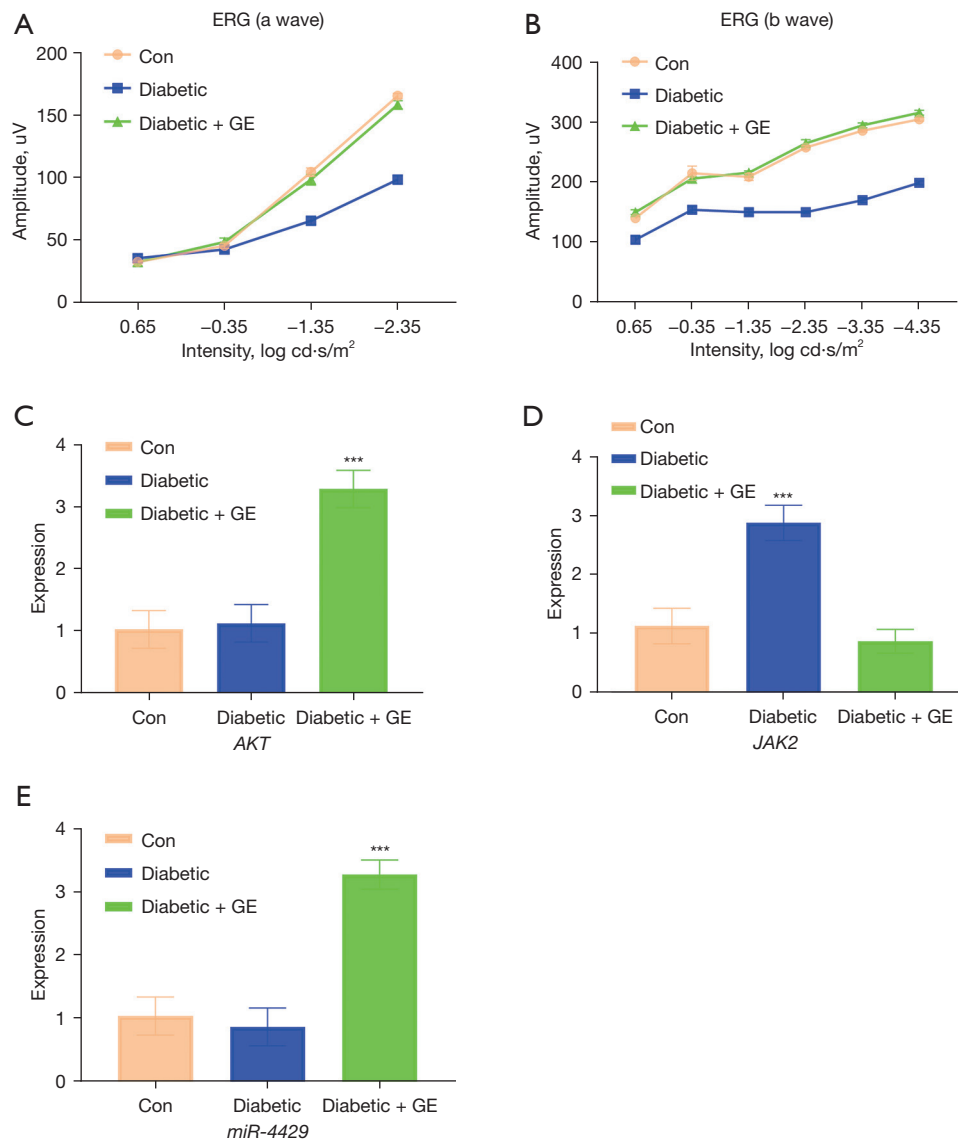 A
ERG (a wave)
Con
Diabetic
Diabetic + GE
Amplitude, uV
200
150
100
50
0
0.65 −0.35 −1.35 −2.35
Intensity, log cd·s/m²
B
ERG (b wave)
Con
Diabetic
Diabetic + GE
Amplitude, uV
400
300
200
100
0
0.65 −0.35 −1.35 −2.35 −3.35 −4.35
Intensity, log cd·s/m²
C
Con
Diabetic
Diabetic + GE
Expression
4
3
2
1
0
***
Con Diabetic Diabetic + GE
AKT
D
Con
Diabetic
Diabetic + GE
Expression
4
3
2
1
0
***
Con Diabetic Diabetic + GE
JAK2
E
Con
Diabetic
Diabetic + GE
Expression
4
3
2
1
0
***
Con Diabetic Diabetic + GE
miR-4429